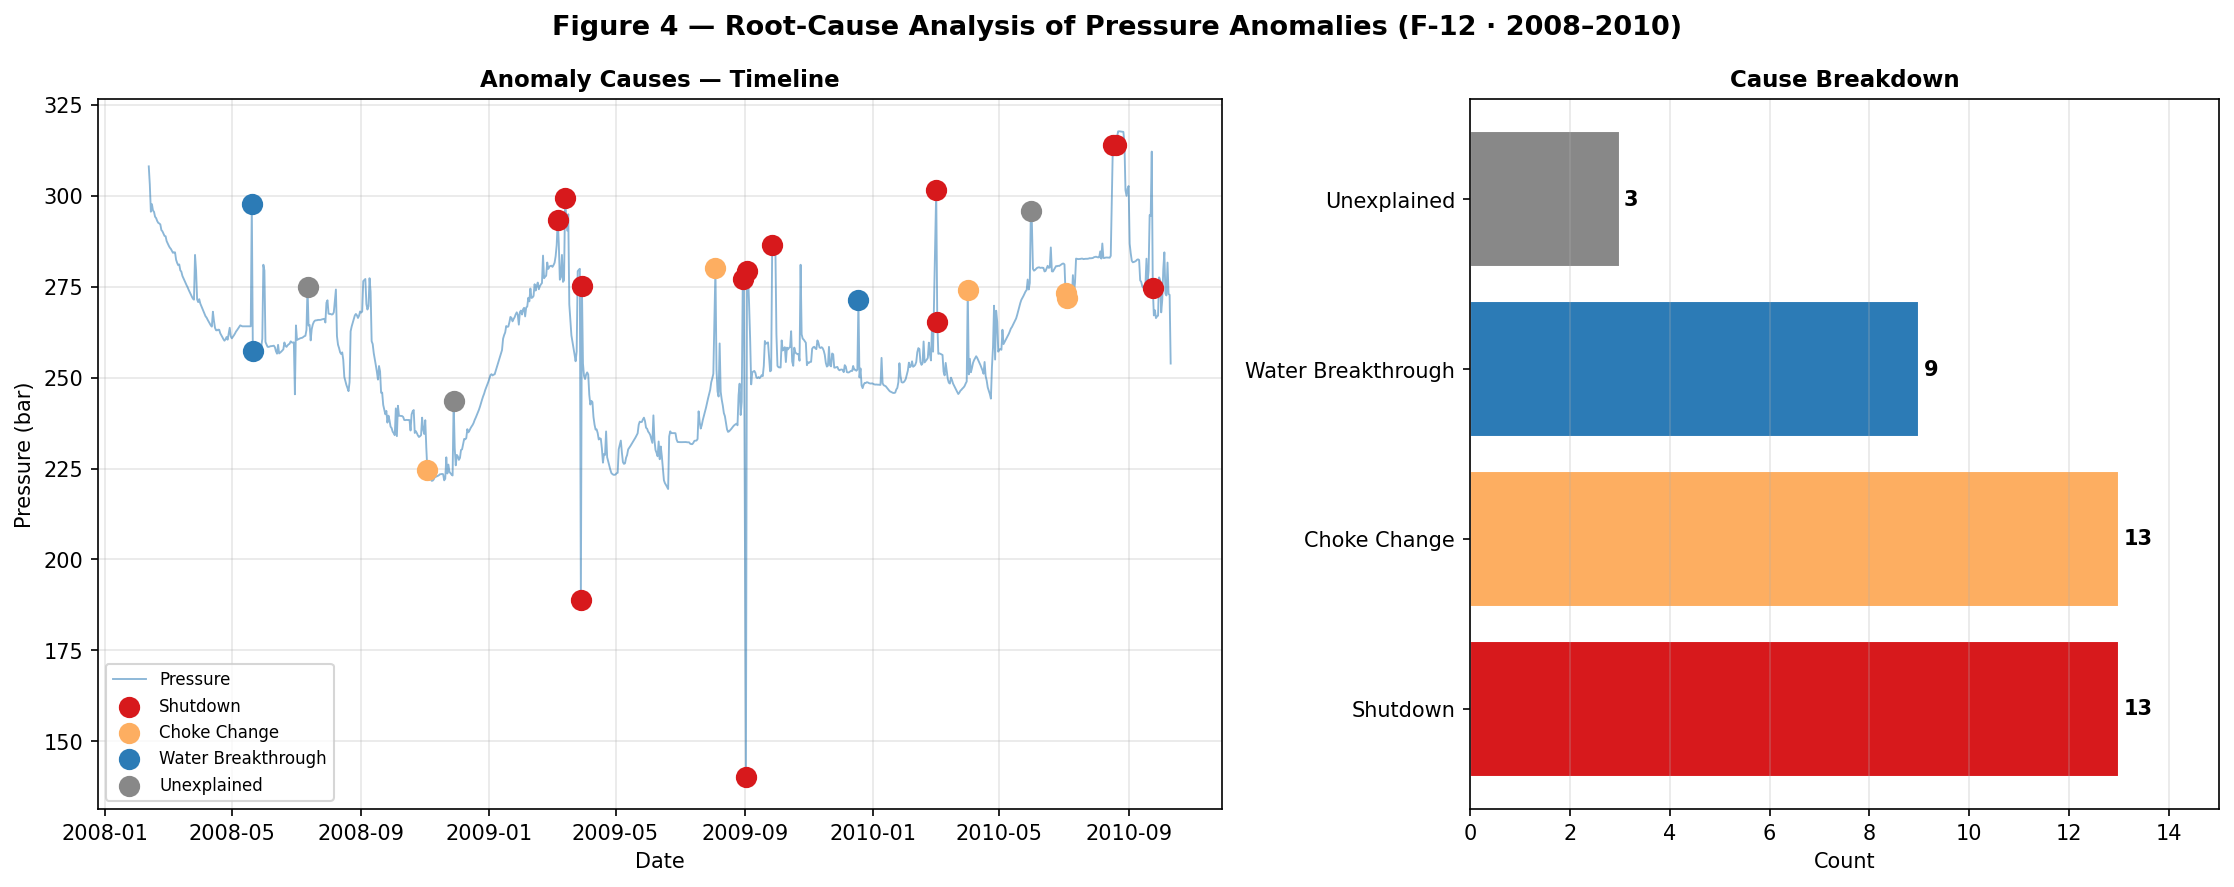 Figure 4 — Root-Cause Analysis of Pressure Anomalies (F-12 · 2008–2010)
Anomaly Causes — Timeline
Pressure (bar)
325
300
275
250
225
200
175
150
Pressure
Shutdown
Choke Change
Water Breakthrough
Unexplained
2008-01 2008-05 2008-09 2009-01 2009-05 2009-09 2010-01 2010-05 2010-09
Date
Cause Breakdown
Unexplained 3
Water Breakthrough 9
Choke Change 13
Shutdown 13
0 2 4 6 8 10 12 14
Count